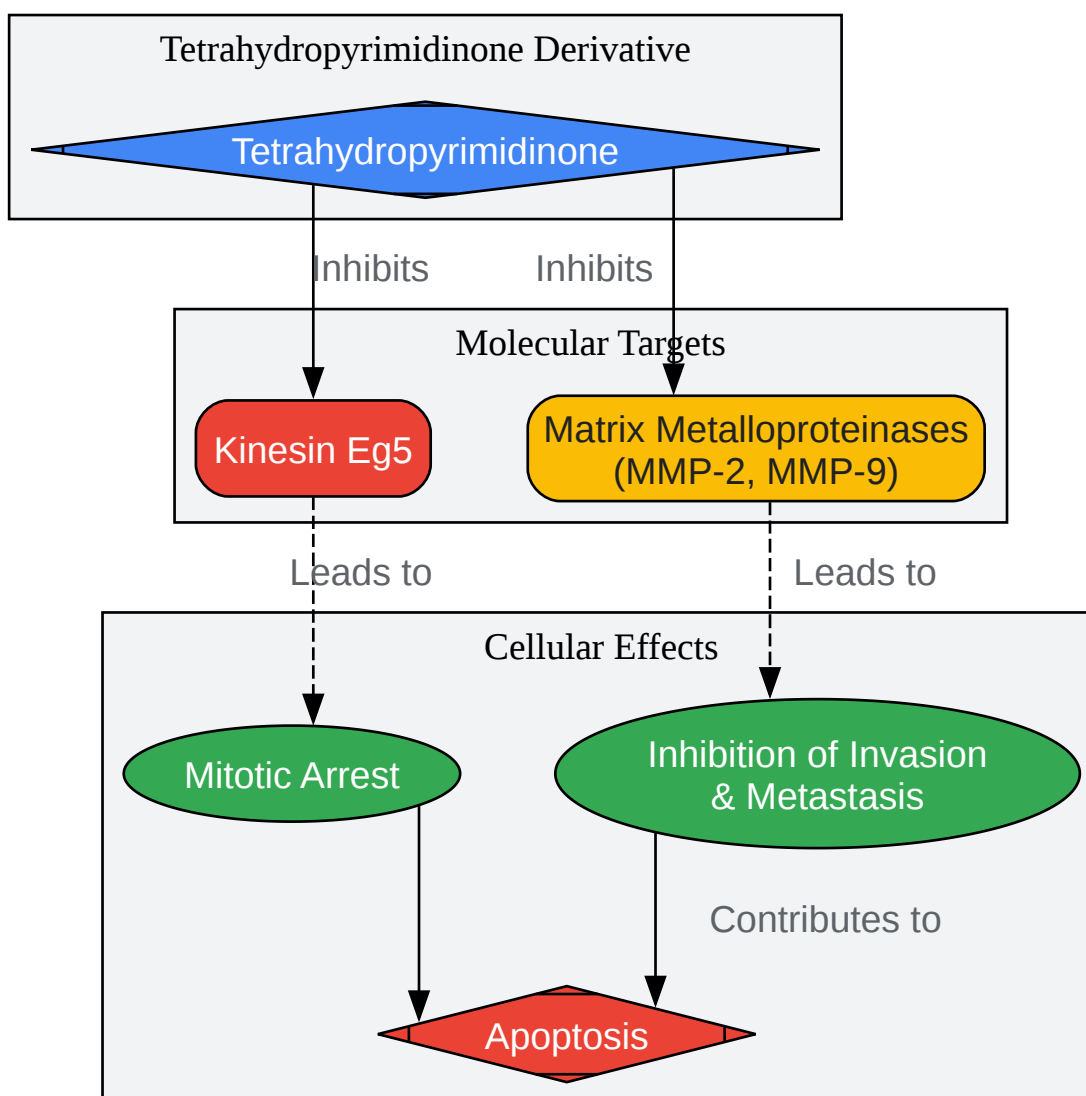 Tetrahydropyrimidinone Derivative
Tetrahydropyrimidinone
Inhibits
Inhibits
Molecular Targets
Kinesin Eg5
Matrix Metalloproteinases
(MMP-2, MMP-9)
Leads to
Leads to
Cellular Effects
Mitotic Arrest
Inhibition of Invasion
& Metastasis
Contributes to
Apoptosis